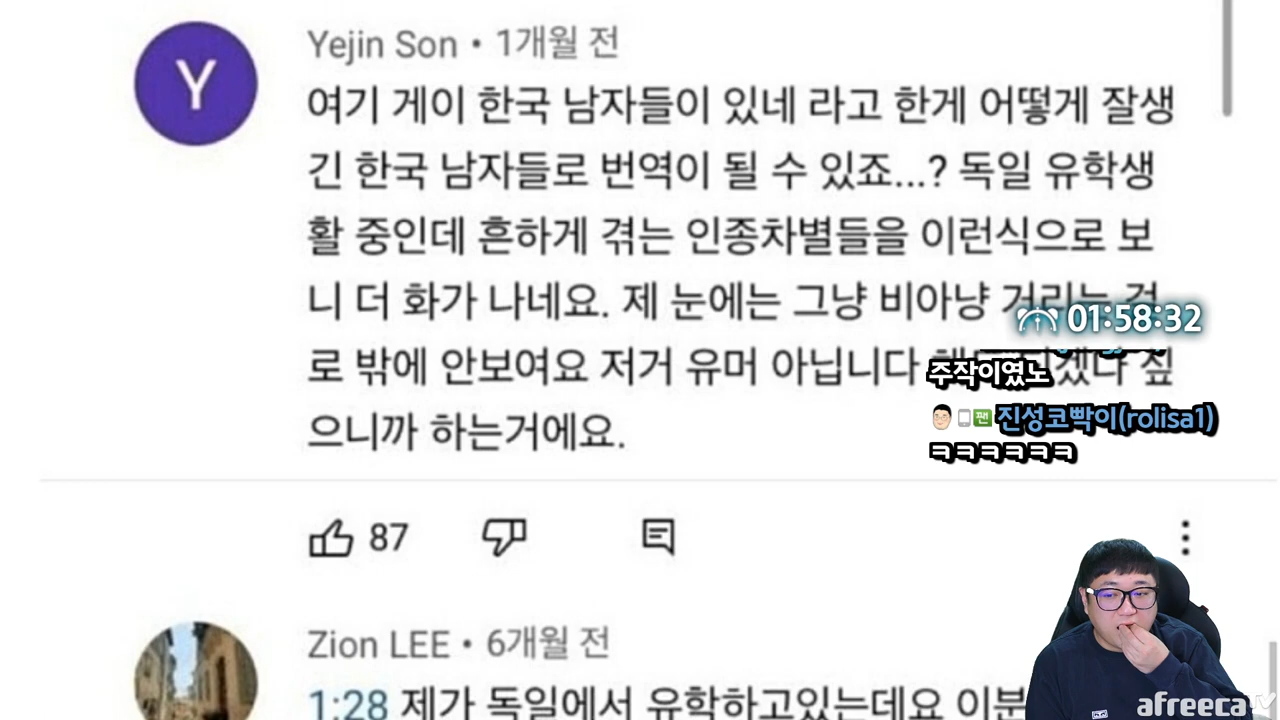 Yejin Son • 1개월 전
Y
여기 게이 한국 남자들이 있네 라고 한게 어떻게 잘생
긴 한국 남자들로 번역이 될 수 있죠...? 독일 유학생
활 중인데 흔하게 겪는 인종차별들을 이런식으로 보
니 더 화가 나네요. 제 눈에는 그냥 비아냥
01:58:32
로 밖에 안보여요 저거 유머 아닙니다 싶
주작이였노
으니까 하는거에요.
팬 진성코빡이(rolisa1)
ㅋㅋㅋㅋㅋㅋ
87
Zion LEE • 6개월 전
1:28 제가 독일에서 유학하고있는데요 이분
afreecaTV